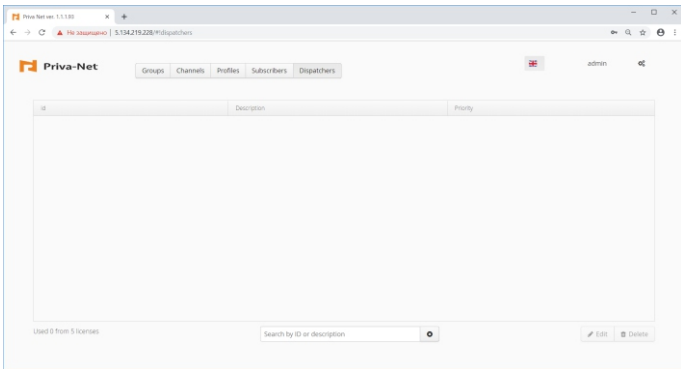 Priva Net ver. 1.1.1.93
Не защищено | 5.134.219.228/#!dispatchers
Priva-Net
Groups Channels Profiles Subscribers Dispatchers
admin
id Description Priority
Used 0 from 5 licenses
Search by ID or description
Edit Delete